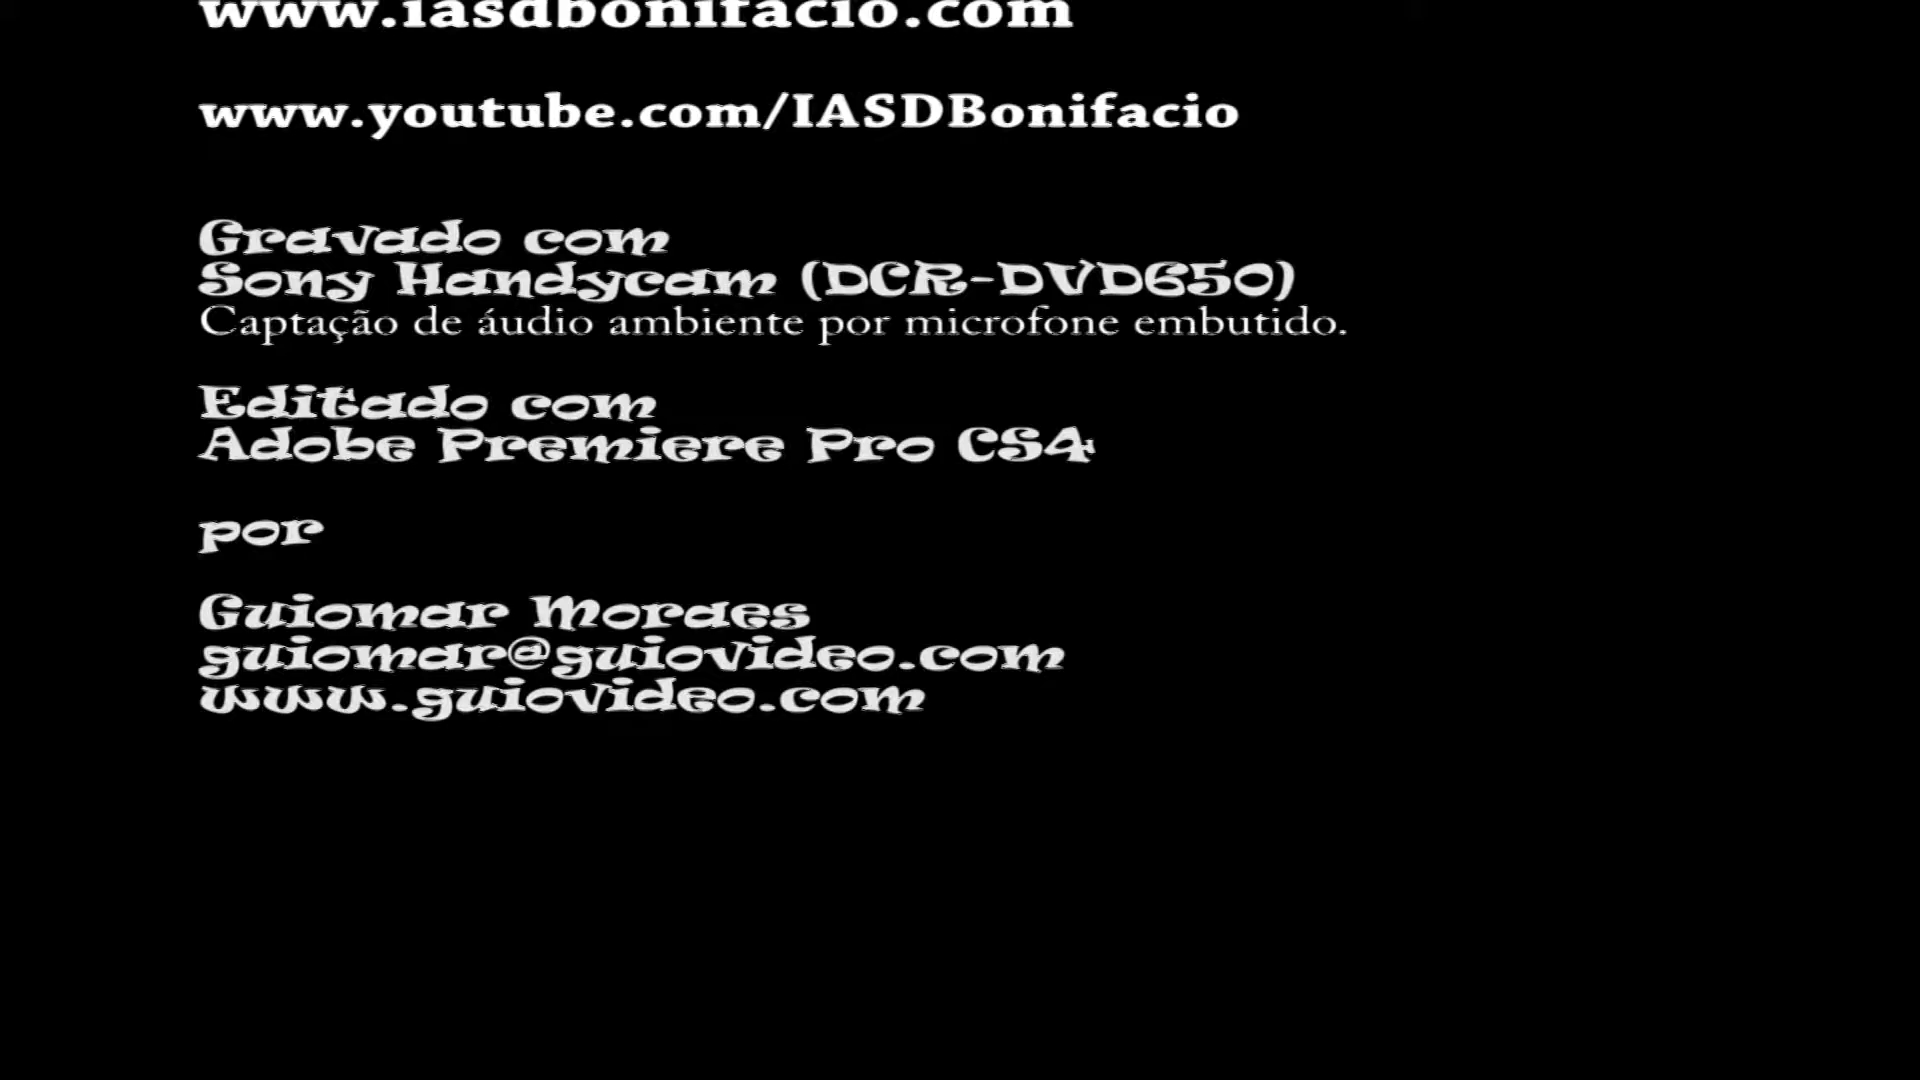 www.iasdbonifacio.com
www.youtube.com/IASDBonifacio
Gravado com
Sony Handycam (DCR-DVD650)
Captação de áudio ambiente por microfone embutido.
Editado com
Adobe Premiere Pro CS4
por
Guiomar Moraes
guiomar@guiovideo.com
www.guiovideo.com